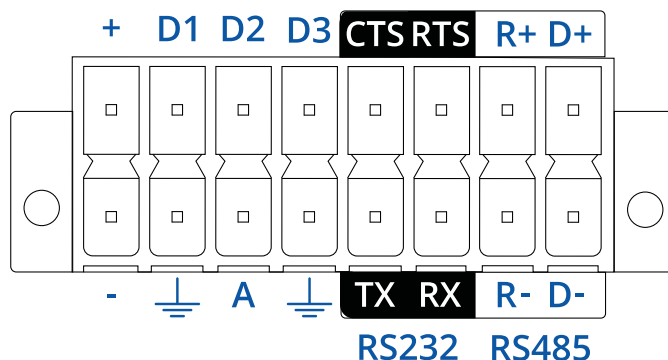 + D1 D2 D3 CTS RTS R+ D+
- A TX RX R- D-
RS232 RS485